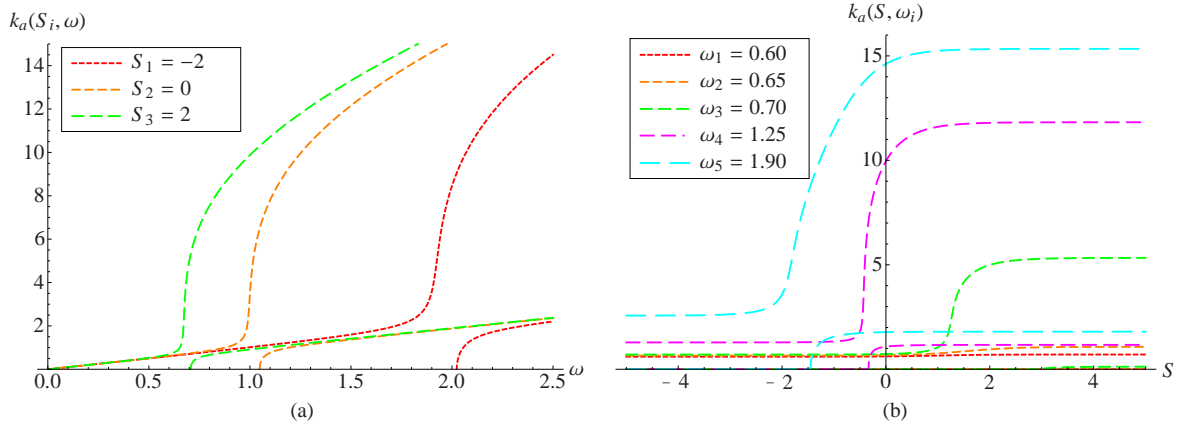 k_a(S_i, ω)
14
12
10
8
6
4
2
0.0 0.5 1.0 1.5 2.0 2.5 ω
S_1 = −2
S_2 = 0
S_3 = 2
(a)
k_a(S, ω_i)
15
10
5
−4 −2 0 2 4 S
ω_1 = 0.60
ω_2 = 0.65
ω_3 = 0.70
ω_4 = 1.25
ω_5 = 1.90
(b)